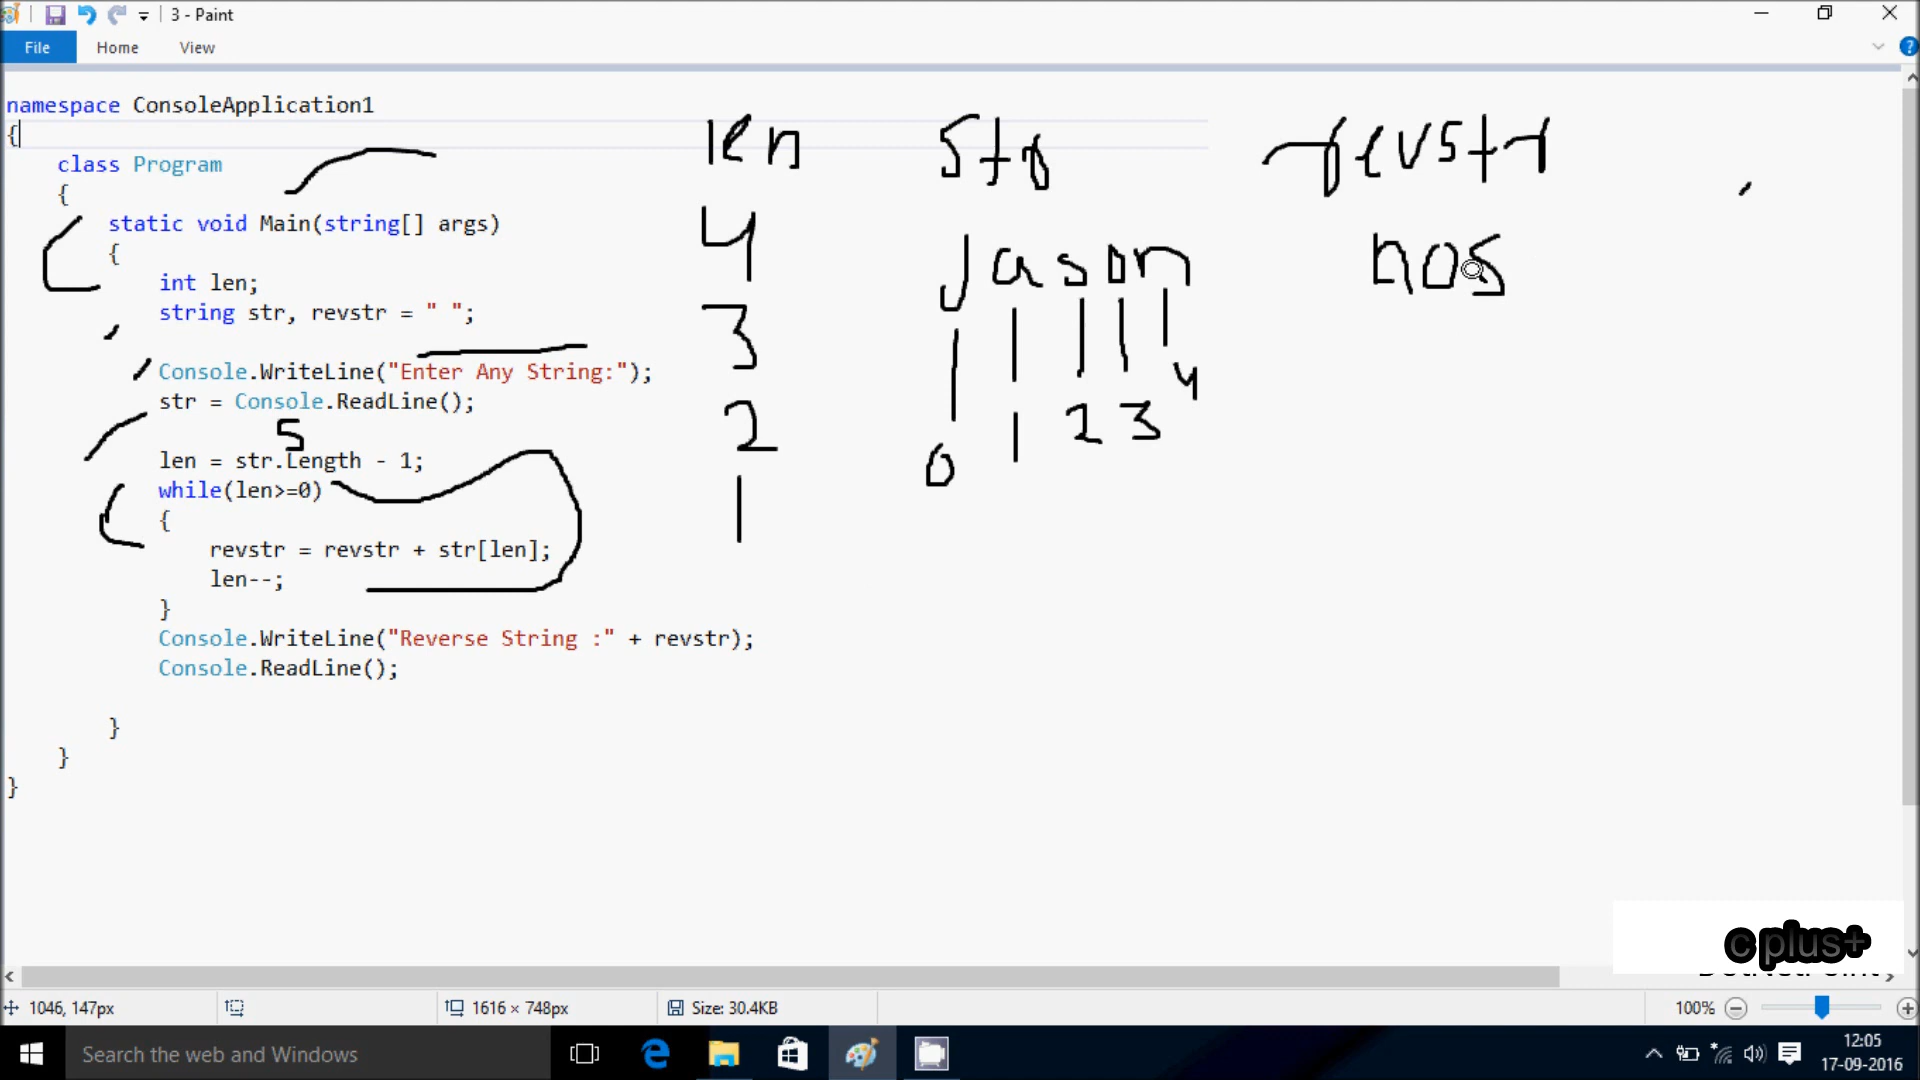 3 - Paint
File Home View
namespace ConsoleApplication1
{
class Program
{
static void Main(string[] args)
{
int len;
string str, revstr = " ";
Console.WriteLine("Enter Any String:");
str = Console.ReadLine();
5
len = str.Length - 1;
while(len>=0)
{
revstr = revstr + str[len];
len--;
}
Console.WriteLine("Reverse String :" + revstr);
Console.ReadLine();
}
}
}
len str revstr
4 Jason nos
3
2 0 1 2 3 4
1
c plus+
1046, 147px 1616 × 748px Size: 30.4KB 100%
Search the web and Windows
12:05
17-09-2016